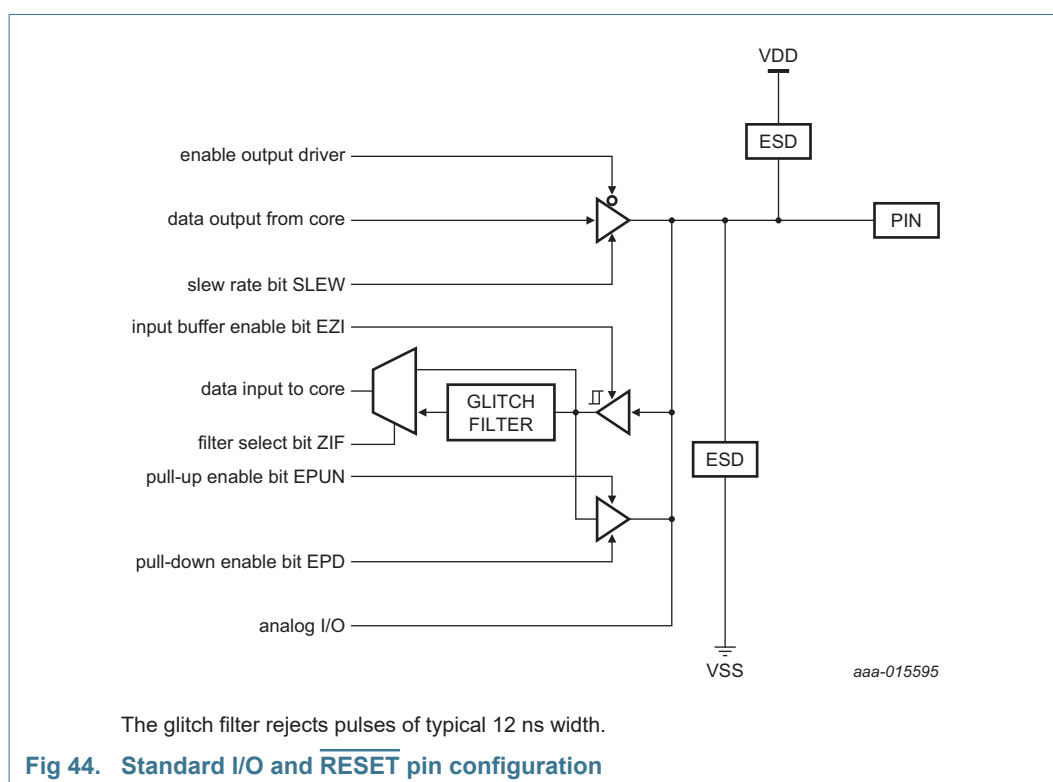 VDD
ESD
enable output driver
data output from core
PIN
slew rate bit SLEW
input buffer enable bit EZI
data input to core
GLITCH
FILTER
filter select bit ZIF
ESD
pull-up enable bit EPUN
pull-down enable bit EPD
analog I/O
VSS
aaa-015595
The glitch filter rejects pulses of typical 12 ns width.
Fig 44. Standard I/O and RESET pin configuration